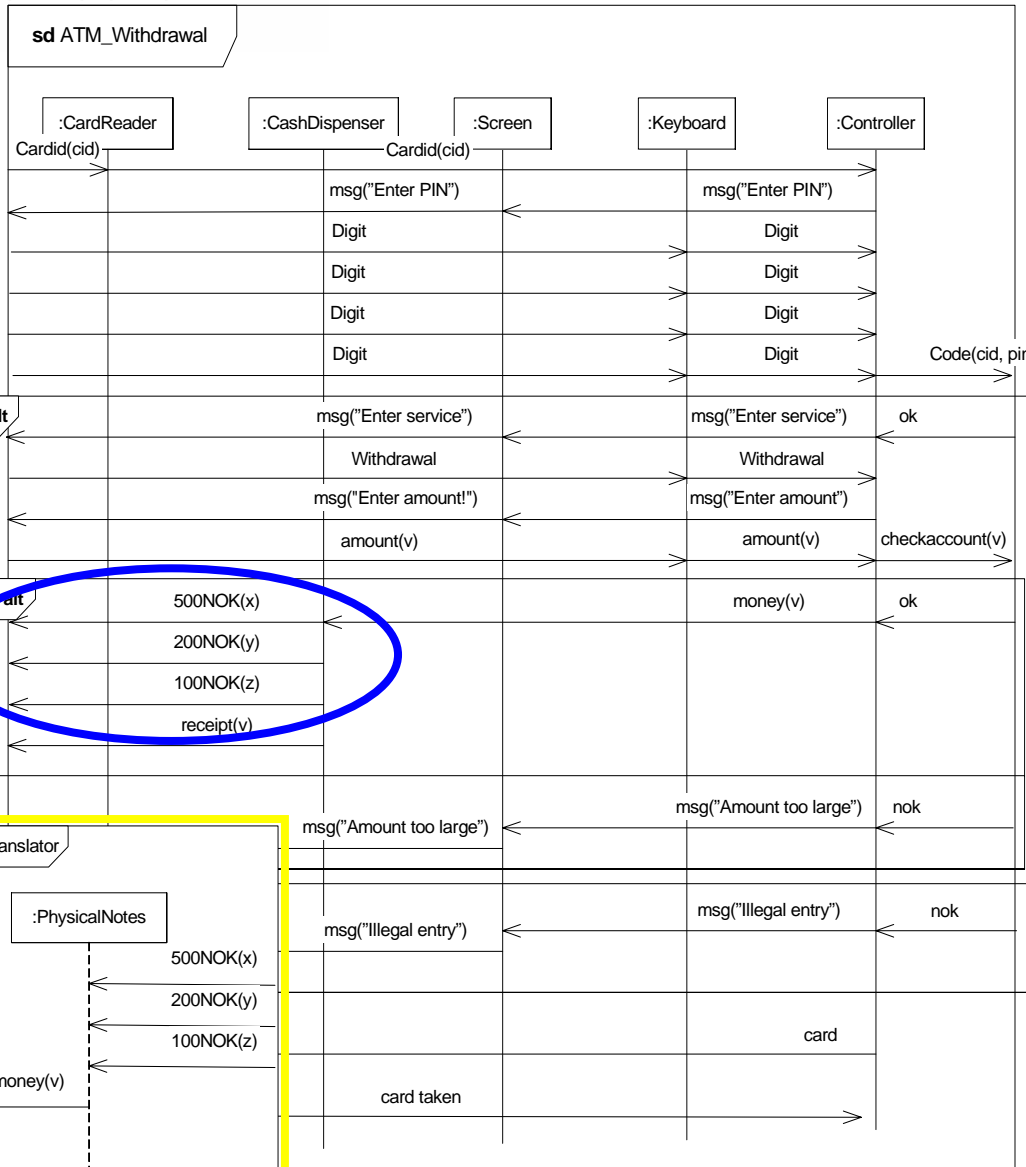 sd ATM_Withdrawal
:CardReader :CashDispenser :Screen :Keyboard :Controller
Cardid(cid) Cardid(cid)
msg("Enter PIN") msg("Enter PIN")
Digit Digit
Digit Digit
Digit Digit
Digit Digit Code(cid, pin
lt msg("Enter service") msg("Enter service") ok
Withdrawal Withdrawal
msg("Enter amount!") msg("Enter amount")
amount(v) amount(v) checkaccount(v)
alt 500NOK(x) money(v) ok
200NOK(y)
100NOK(z)
receipt(v)
msg("Amount too large") msg("Amount too large") nok
anslator
:PhysicalNotes
msg("Illegal entry") msg("Illegal entry") nok
500NOK(x)
200NOK(y)
100NOK(z) card
money(v) card taken